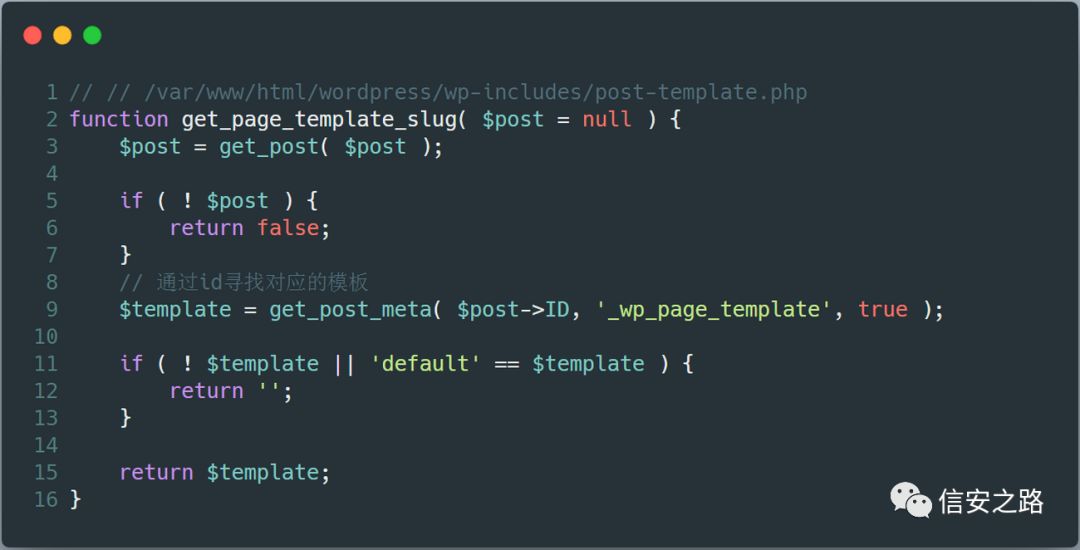 1 // // /var/www/html/wordpress/wp-includes/post-template.php
2 function get_page_template_slug( $post = null ) {
3     $post = get_post( $post );
4
5     if ( ! $post ) {
6         return false;
7     }
8     // 通过id寻找对应的模板
9     $template = get_post_meta( $post->ID, '_wp_page_template', true );
10
11     if ( ! $template || 'default' == $template ) {
12         return '';
13     }
14
15     return $template;
16 }
信安之路